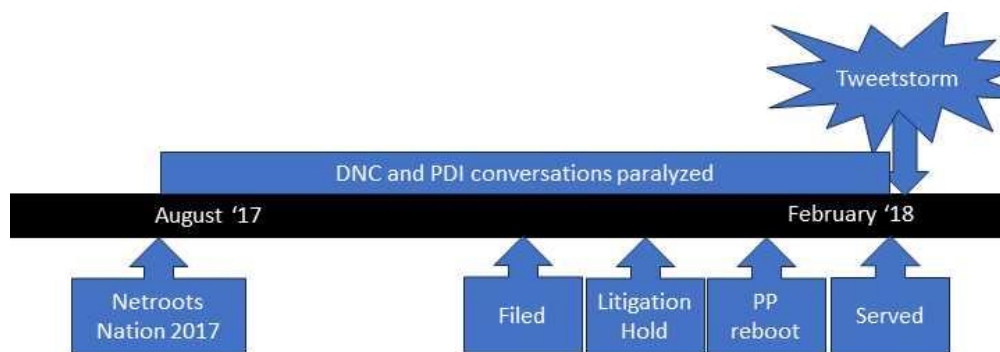 Tweetstorm
DNC and PDI conversations paralyzed
August ‘17
February ‘18
Netroots
Nation 2017
Filed
Litigation
Hold
PP
reboot
Served